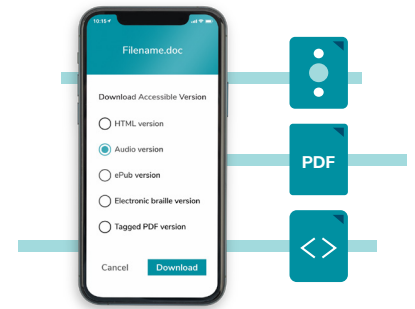 10:15
Filename.doc
Download Accessible Version
HTML version
Audio version
ePub version
Electronic braille version
Tagged PDF version
Cancel
Download
PDF
<>